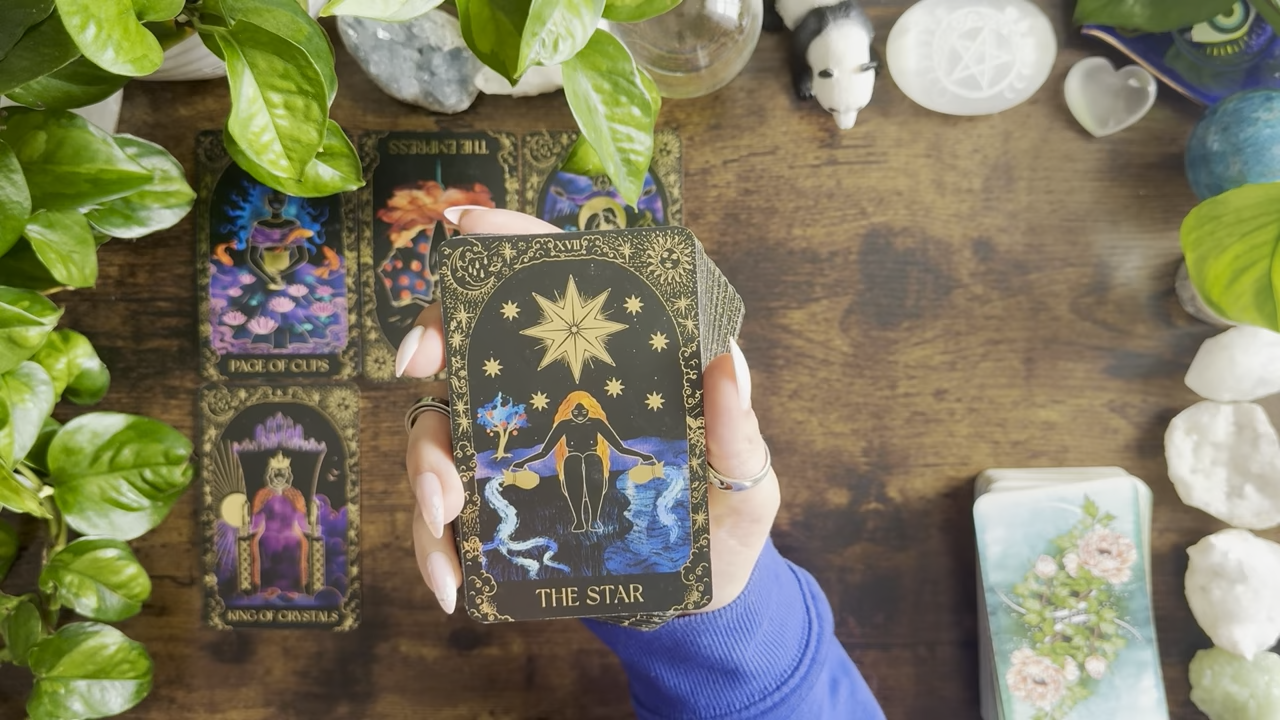 THE EMPRESS
PAGE OF CUPS
XVII
THE STAR
KING OF CRYSTALS